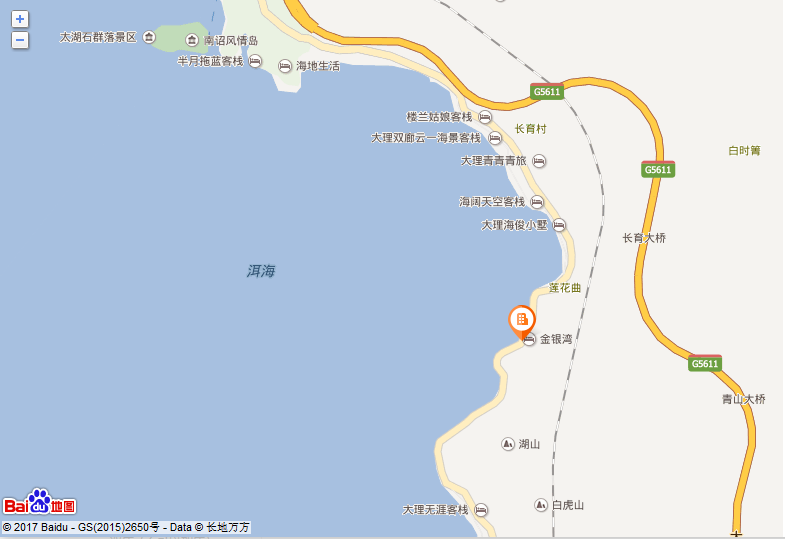 +
−
太湖石群落景区
南诏风情岛
半月拖蓝客栈
海地生活
G5611
楼兰姑娘客栈
长育村
大理双廊云一海景客栈
白时箐
大理青青青旅
G5611
海阔天空客栈
大理海俊小墅
长育大桥
洱海
莲花曲
金银湾
G5611
青山大桥
湖山
白虎山
大理无涯客栈
Bai du 地图
© 2017 Baidu - GS(2015)2650号 - Data © 长地万方